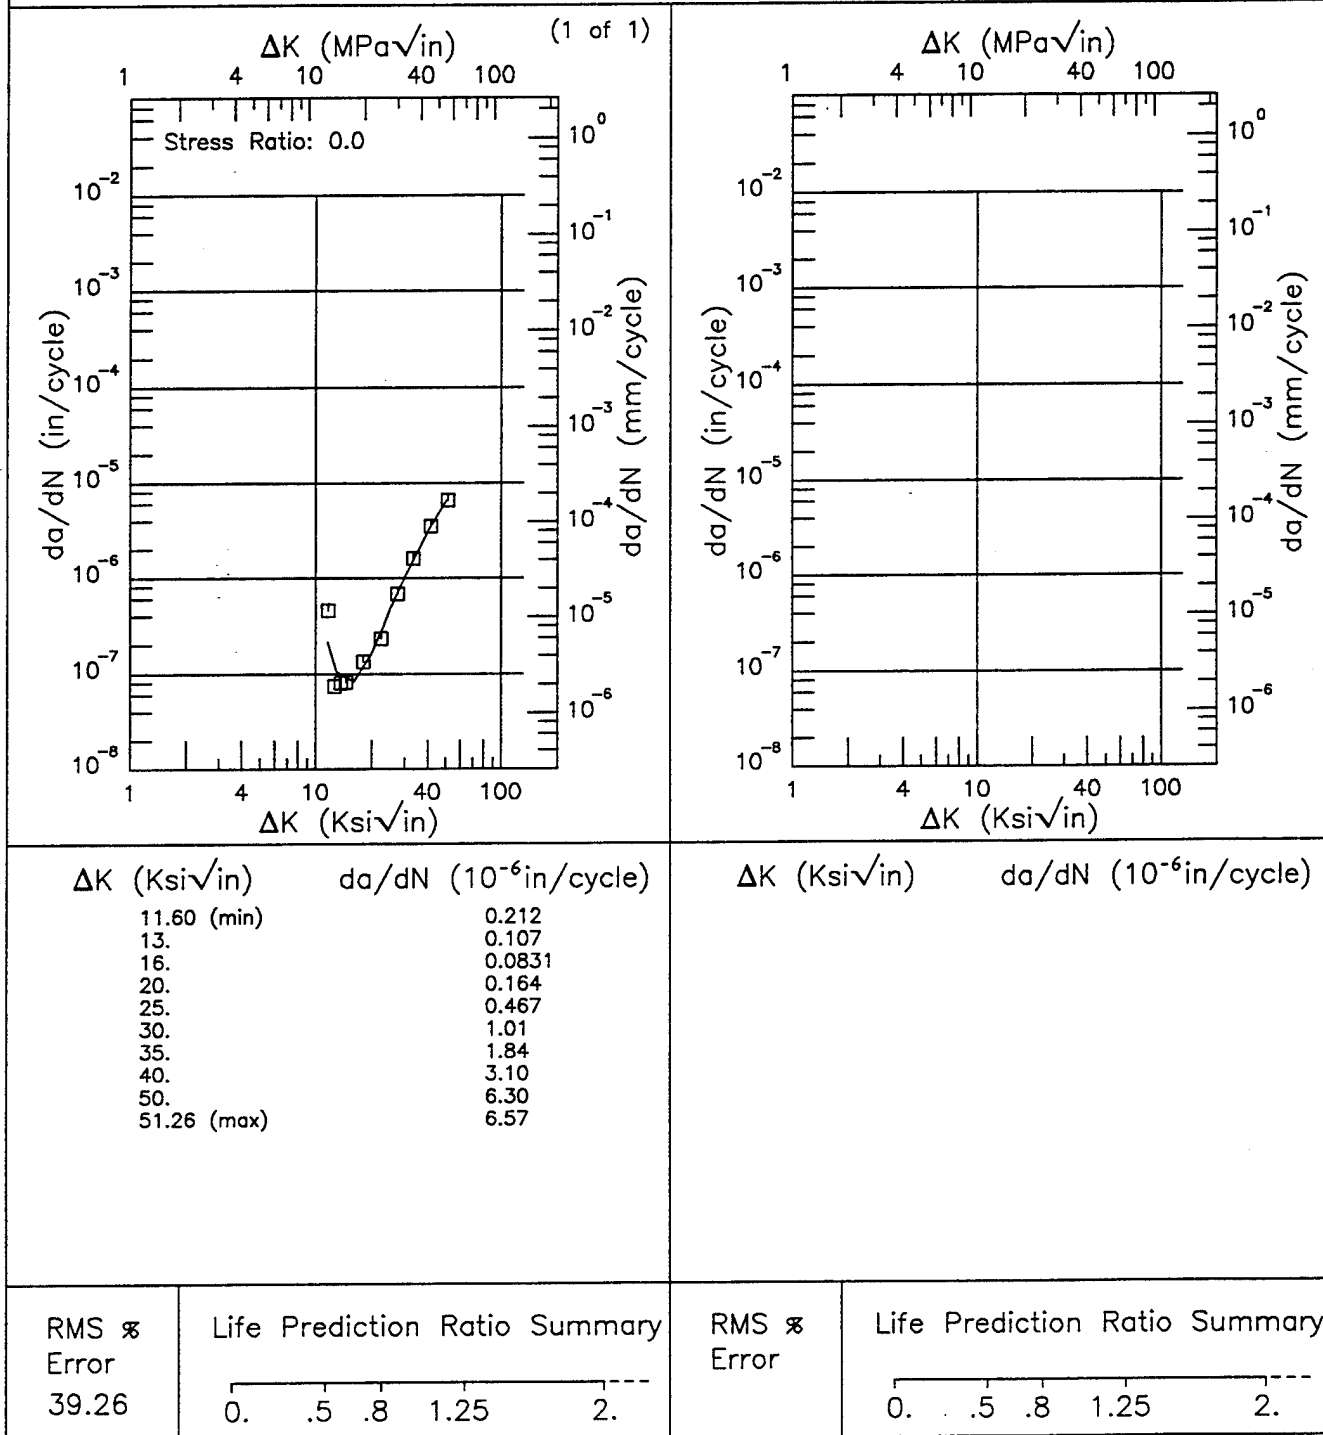 (1 of 1)
ΔK (MPa√in)
1 4 10 40 100
Stress Ratio: 0.0
da/dN (in/cycle)
10⁻²
10⁻³
10⁻⁴
10⁻⁵
10⁻⁶
10⁻⁷
10⁻⁸
10⁰
10⁻¹
10⁻²
10⁻³
10⁻⁴
10⁻⁵
10⁻⁶
da/dN (mm/cycle)
1 4 10 40 100
ΔK (Ksi√in)
ΔK (MPa√in)
1 4 10 40 100
da/dN (in/cycle)
10⁻²
10⁻³
10⁻⁴
10⁻⁵
10⁻⁶
10⁻⁷
10⁻⁸
10⁰
10⁻¹
10⁻²
10⁻³
10⁻⁴
10⁻⁵
10⁻⁶
da/dN (mm/cycle)
1 4 10 40 100
ΔK (Ksi√in)
ΔK (Ksi√in) da/dN (10⁻⁶in/cycle)
11.60 (min) 0.212
13. 0.107
16. 0.0831
20. 0.164
25. 0.467
30. 1.01
35. 1.84
40. 3.10
50. 6.30
51.26 (max) 6.57
ΔK (Ksi√in) da/dN (10⁻⁶in/cycle)
RMS %
Error
39.26
Life Prediction Ratio Summary
0. .5 .8 1.25 2.
RMS %
Error
Life Prediction Ratio Summary
0. .5 .8 1.25 2.